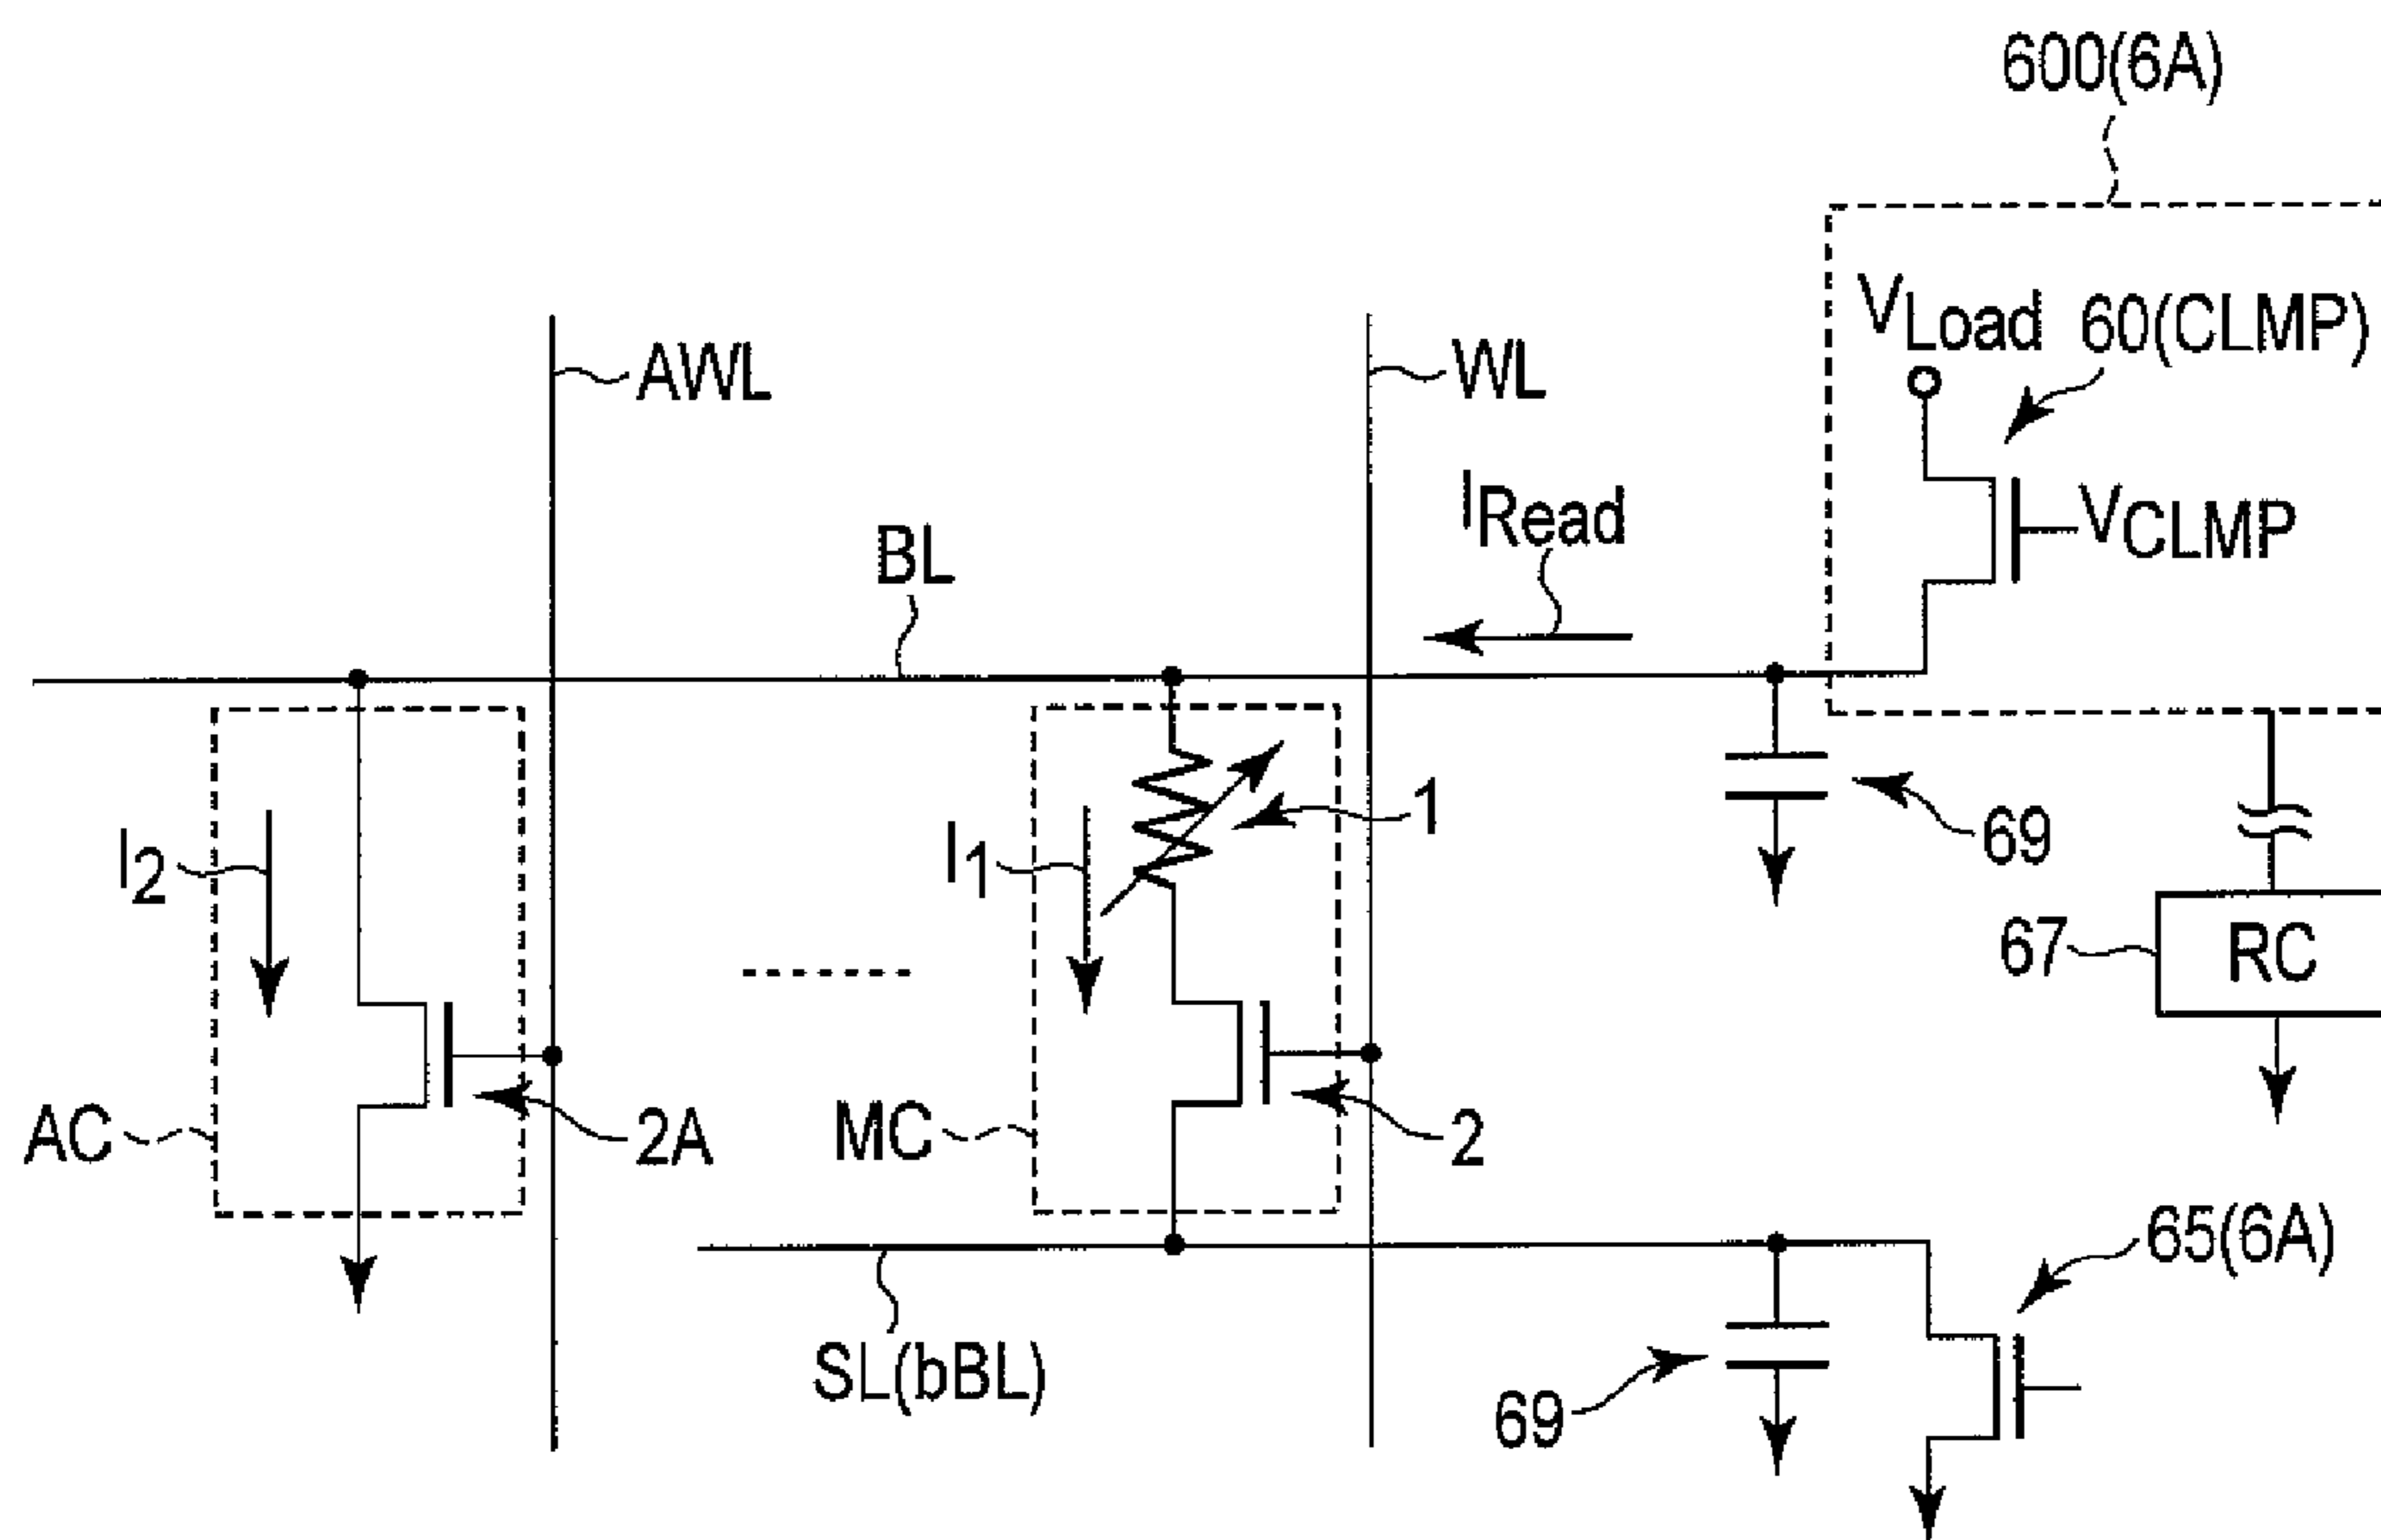 600(6A)
VLoad
60(CLMP)
AWL
WL
IRead
VCLMP
BL
I2
I1
1
69
67
RC
AC
2A
MC
2
65(6A)
SL(bBL)
69